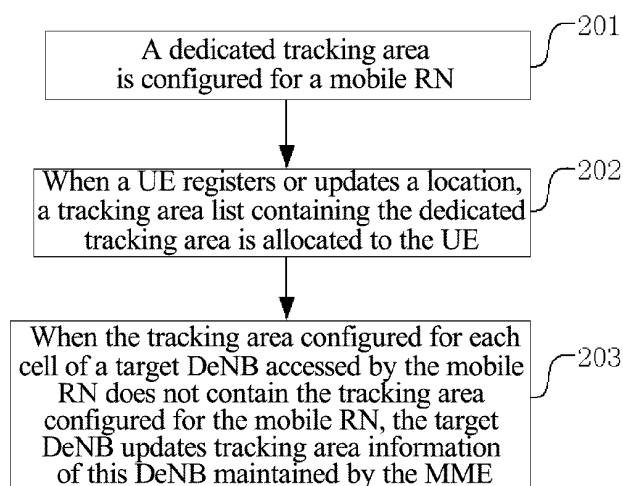 A dedicated tracking area
is configured for a mobile RN
201
When a UE registers or updates a location,
a tracking area list containing the dedicated
tracking area is allocated to the UE
202
When the tracking area configured for each
cell of a target DeNB accessed by the mobile
RN does not contain the tracking area
configured for the mobile RN, the target
DeNB updates tracking area information
of this DeNB maintained by the MME
203